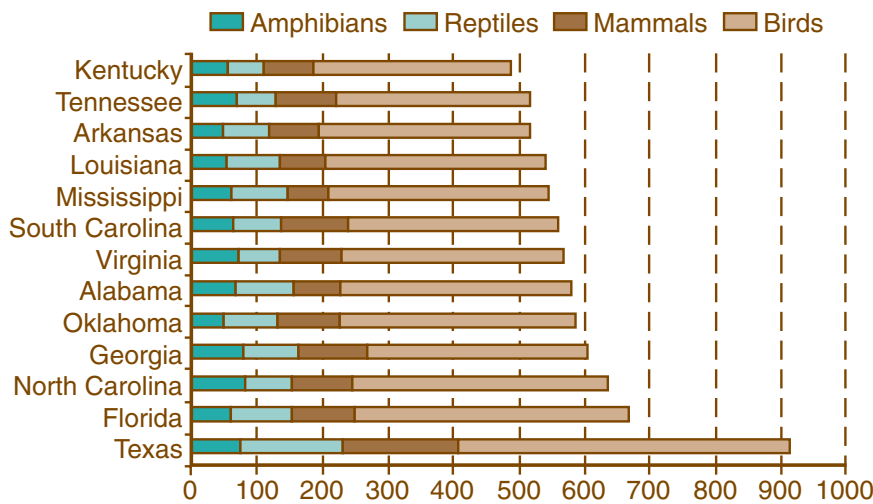 Amphibians Reptiles Mammals Birds
Kentucky
Tennessee
Arkansas
Louisiana
Mississippi
South Carolina
Virginia
Alabama
Oklahoma
Georgia
North Carolina
Florida
Texas
0 100 200 300 400 500 600 700 800 900 1000